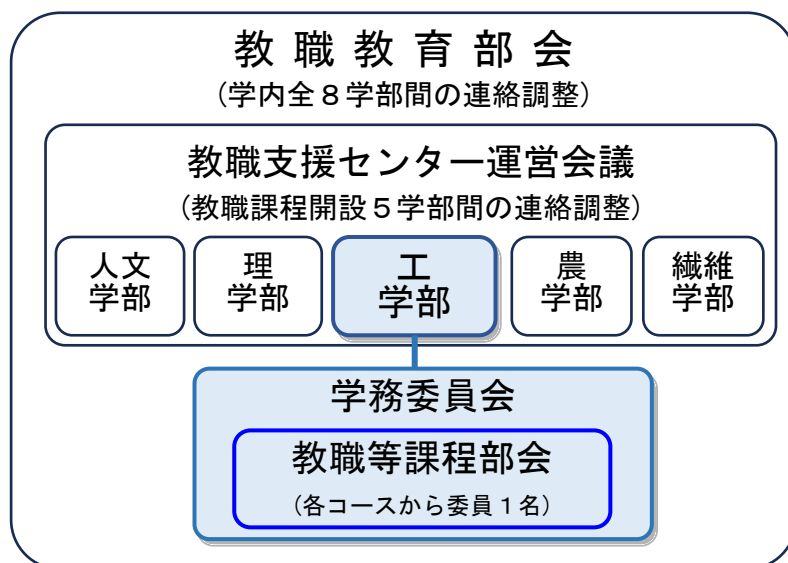 教職教育部会
(学内全８学部間の連絡調整)
教職支援センター運営会議
(教職課程開設５学部間の連絡調整)
人文
学部
理
学部
工
学部
農
学部
繊維
学部
学務委員会
教職等課程部会
(各コースから委員１名)